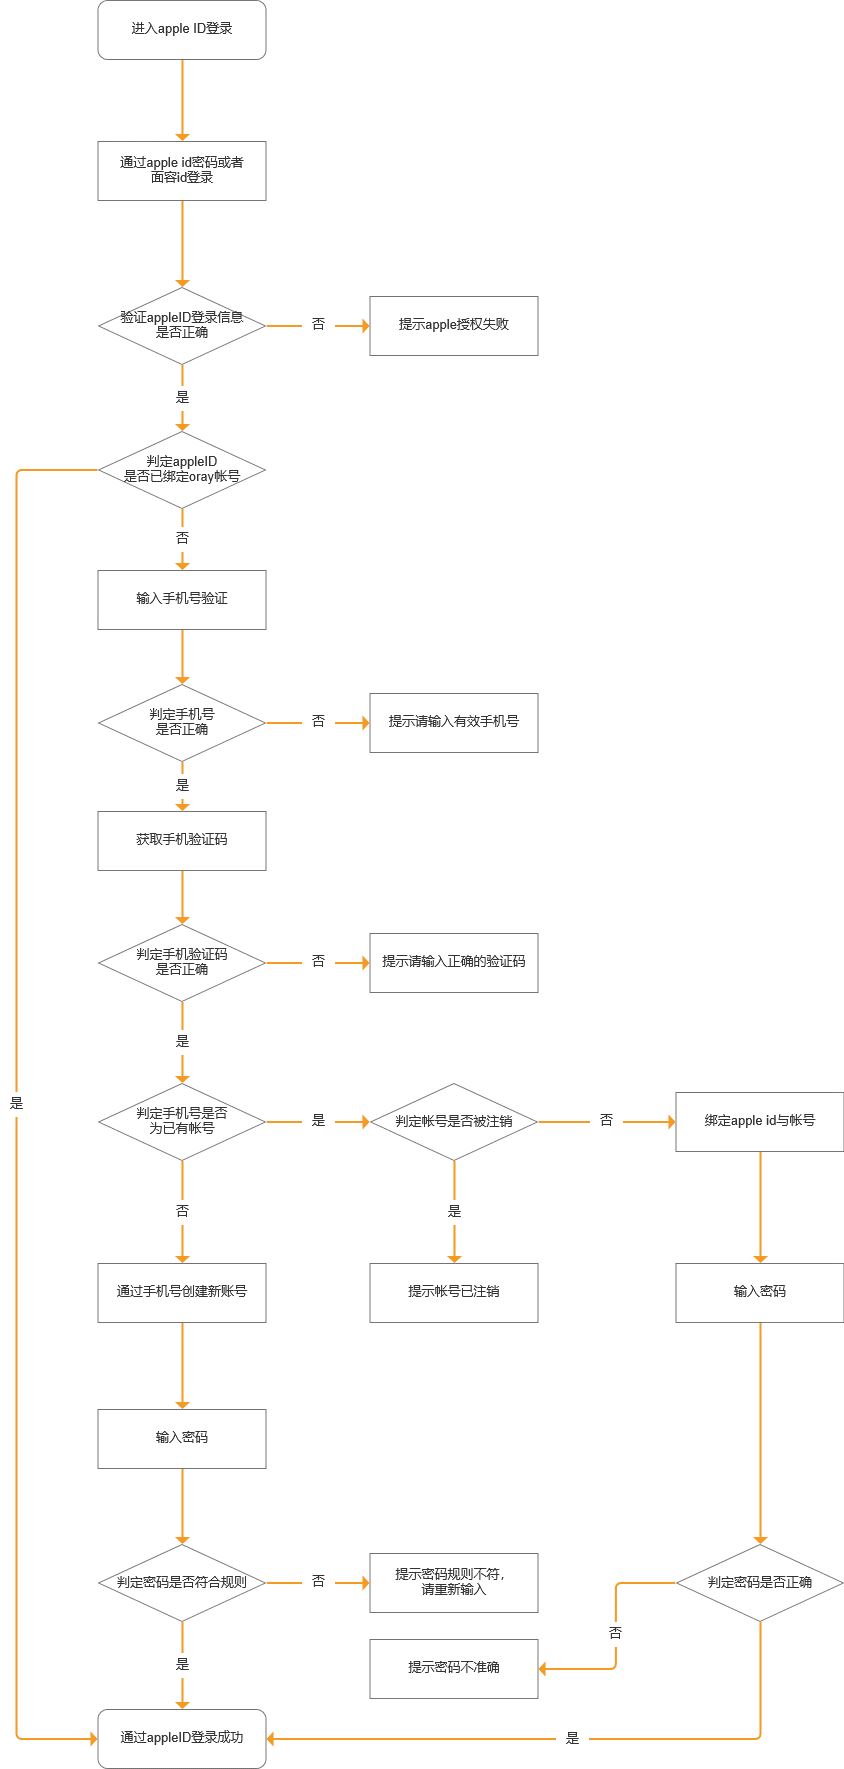 进入apple ID登录
通过apple id密码或者
面容id登录
验证appleID登录信息
是否正确
否
提示apple授权失败
是
判定appleID
是否已绑定oray帐号
否
输入手机号验证
判定手机号
是否正确
否
提示请输入有效手机号
是
获取手机验证码
判定手机验证码
是否正确
否
提示请输入正确的验证码
是
是
判定手机号是否
为已有帐号
是
判定帐号是否被注销
否
绑定apple id与帐号
否
是
通过手机号创建新账号
提示帐号已注销
输入密码
输入密码
判定密码是否符合规则
否
提示密码规则不符，
请重新输入
判定密码是否正确
否
是
提示密码不准确
通过appleID登录成功
是